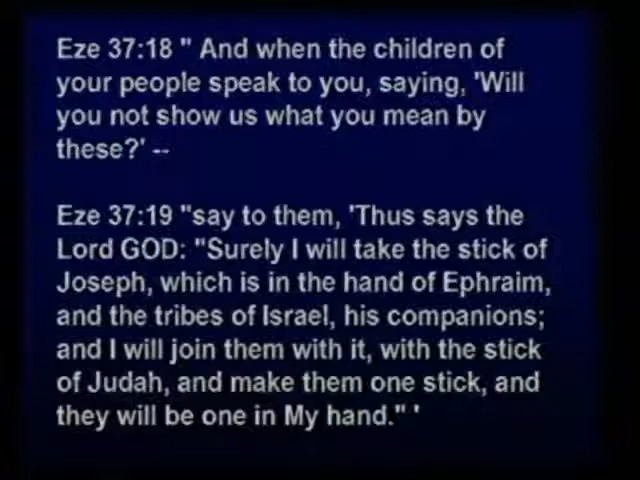 Eze 37:18 " And when the children of
your people speak to you, saying, 'Will
you not show us what you mean by
these?' --
Eze 37:19 "say to them, 'Thus says the
Lord GOD: "Surely I will take the stick of
Joseph, which is in the hand of Ephraim,
and the tribes of Israel, his companions;
and I will join them with it, with the stick
of Judah, and make them one stick, and
they will be one in My hand." '